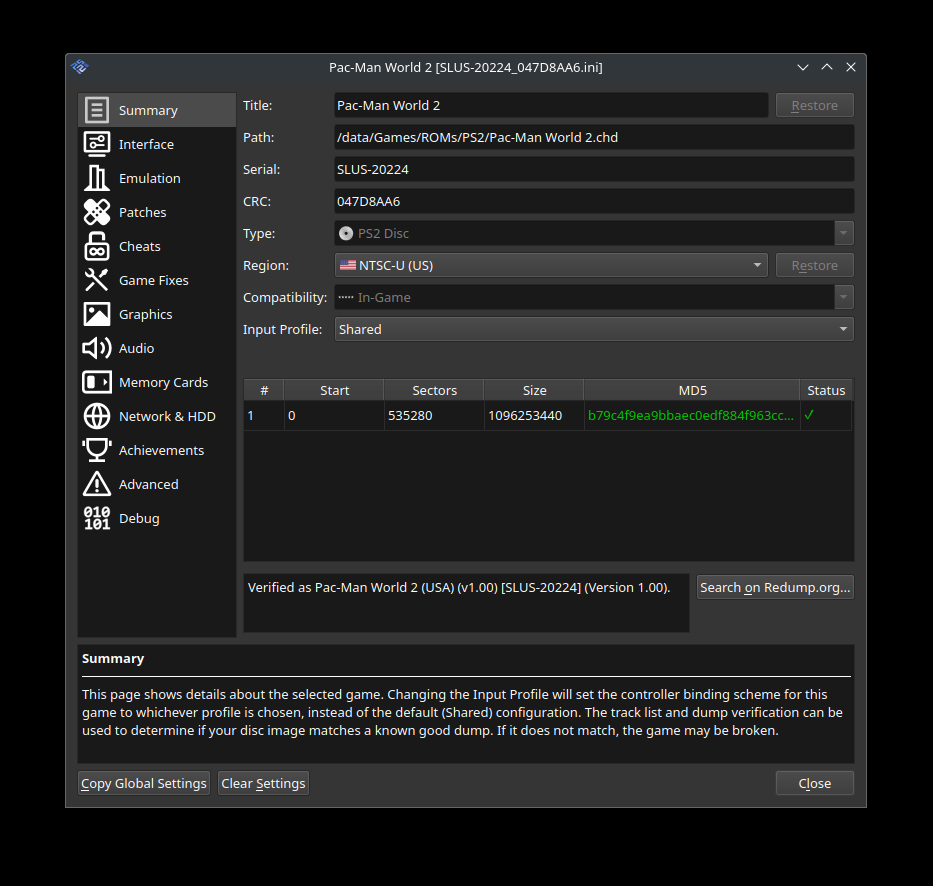 Pac-Man World 2 [SLUS-20224_047D8AA6.ini]
Summary
Interface
Emulation
Patches
Cheats
Game Fixes
Graphics
Audio
Memory Cards
Network & HDD
Achievements
Advanced
010
101
Debug
Title: Pac-Man World 2 Restore
Path: /data/Games/ROMs/PS2/Pac-Man World 2.chd
Serial: SLUS-20224
CRC: 047D8AA6
Type: PS2 Disc
Region: NTSC-U (US) Restore
Compatibility: In-Game
Input Profile: Shared
# Start Sectors Size MD5 Status
1 0 535280 1096253440 b79c4f9ea9bbaec0edf884f963cc... ✓
Verified as Pac-Man World 2 (USA) (v1.00) [SLUS-20224] (Version 1.00).
Search on Redump.org...
Summary
This page shows details about the selected game. Changing the Input Profile will set the controller binding scheme for this
game to whichever profile is chosen, instead of the default (Shared) configuration. The track list and dump verification can be
used to determine if your disc image matches a known good dump. If it does not match, the game may be broken.
Copy Global Settings Clear Settings Close